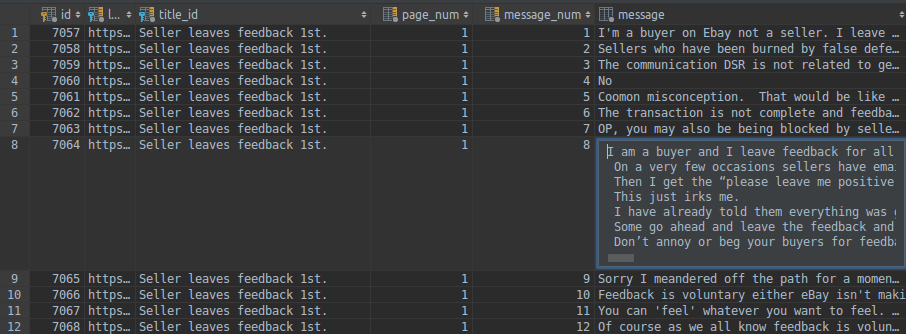 id l... title_id page_num message_num message
1 7057 https… Seller leaves feedback 1st. 1 1 I'm a buyer on Ebay not a seller. I leave …
2 7058 https… Seller leaves feedback 1st. 1 2 Sellers who have been burned by false defe…
3 7059 https… Seller leaves feedback 1st. 1 3 The communication DSR is not related to ge…
4 7060 https… Seller leaves feedback 1st. 1 4 No
5 7061 https… Seller leaves feedback 1st. 1 5 Coomon misconception.  That would be like …
6 7062 https… Seller leaves feedback 1st. 1 6 The transaction is not complete and feedba…
7 7063 https… Seller leaves feedback 1st. 1 7 OP, you may also be being blocked by selle…
8 7064 https… Seller leaves feedback 1st. 1 8 I am a buyer and I leave feedback for all
On a very few occasions sellers have emai
Then I get the “please leave me positive
This just irks me.
I have already told them everything was g
Some go ahead and leave the feedback and
Don’t annoy or beg your buyers for feedba
9 7065 https… Seller leaves feedback 1st. 1 9 Sorry I meandered off the path for a momen…
10 7066 https… Seller leaves feedback 1st. 1 10 Feedback is voluntary either eBay isn't maki
11 7067 https… Seller leaves feedback 1st. 1 11 You can 'feel' whatever you want to feel. …
12 7068 https… Seller leaves feedback 1st. 1 12 Of course as we all know feedback is volun…